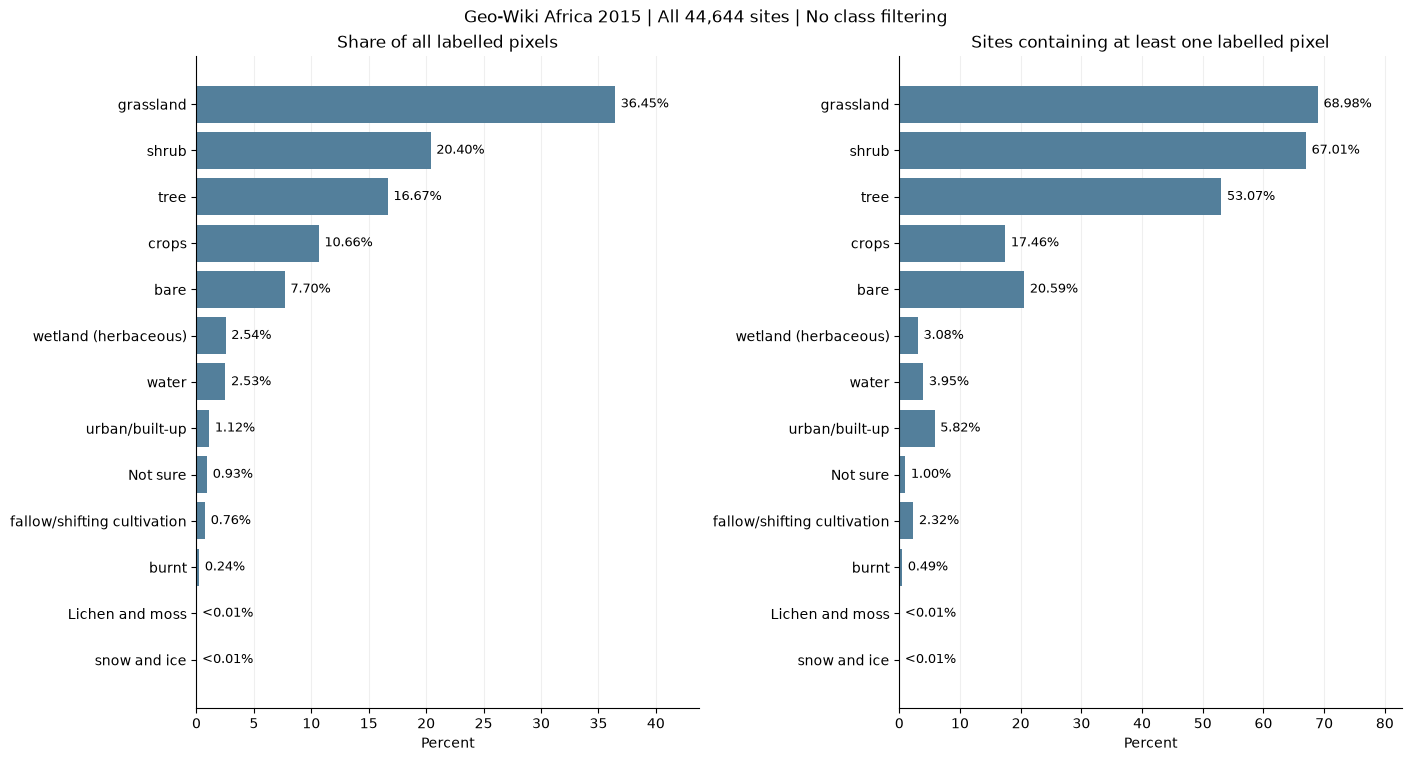 Geo-Wiki Africa 2015 | All 44,644 sites | No class filtering
Share of all labelled pixels
grassland 36.45%
shrub 20.40%
tree 16.67%
crops 10.66%
bare 7.70%
wetland (herbaceous) 2.54%
water 2.53%
urban/built-up 1.12%
Not sure 0.93%
fallow/shifting cultivation 0.76%
burnt 0.24%
Lichen and moss <0.01%
snow and ice <0.01%
0 5 10 15 20 25 30 35 40
Percent
Sites containing at least one labelled pixel
grassland 68.98%
shrub 67.01%
tree 53.07%
crops 17.46%
bare 20.59%
wetland (herbaceous) 3.08%
water 3.95%
urban/built-up 5.82%
Not sure 1.00%
fallow/shifting cultivation 2.32%
burnt 0.49%
Lichen and moss <0.01%
snow and ice <0.01%
0 10 20 30 40 50 60 70 80
Percent